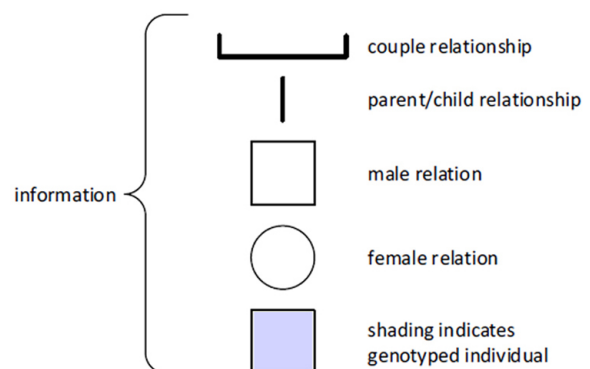 couple relationship
parent/child relationship
male relation
information
female relation
shading indicates
genotyped individual